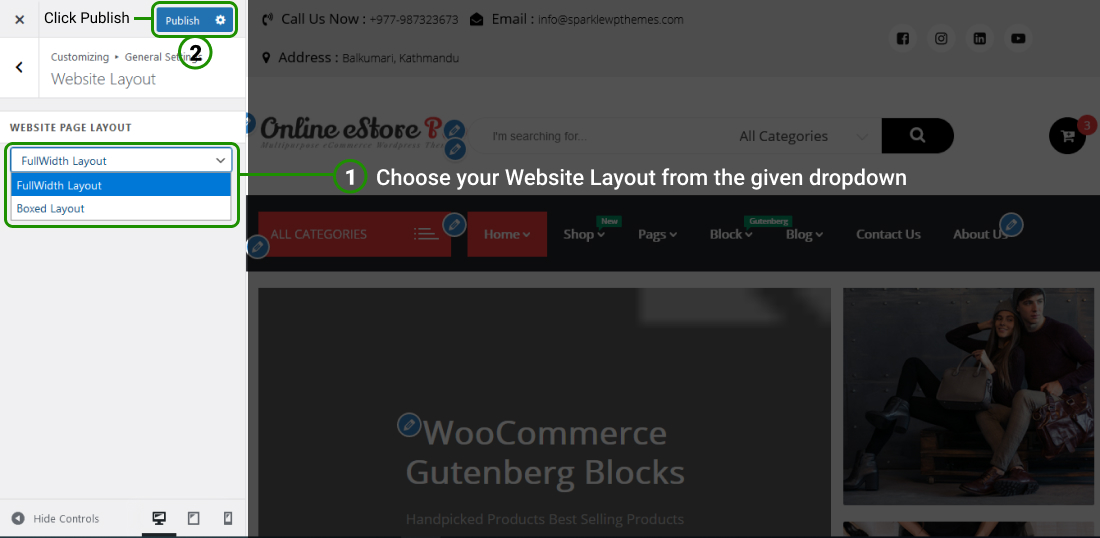 Click Publish
Publish
2
Customizing ▸ General Settings
Website Layout
WEBSITE PAGE LAYOUT
FullWidth Layout
FullWidth Layout
Boxed Layout
Hide Controls
Call Us Now : +977-987323673 Email : info@sparklewpthemes.com
Address : Balkumari, Kathmandu
Online eStore P
Multipurpose eCommerce Wordpress The
I'm searching for...
All Categories
3
1 Choose your Website Layout from the given dropdown
New
Gutenberg
ALL CATEGORIES
Home Shop Pags Block Blog Contact Us About Us
WooCommerce
Gutenberg Blocks
Handpicked Products Best Selling Products